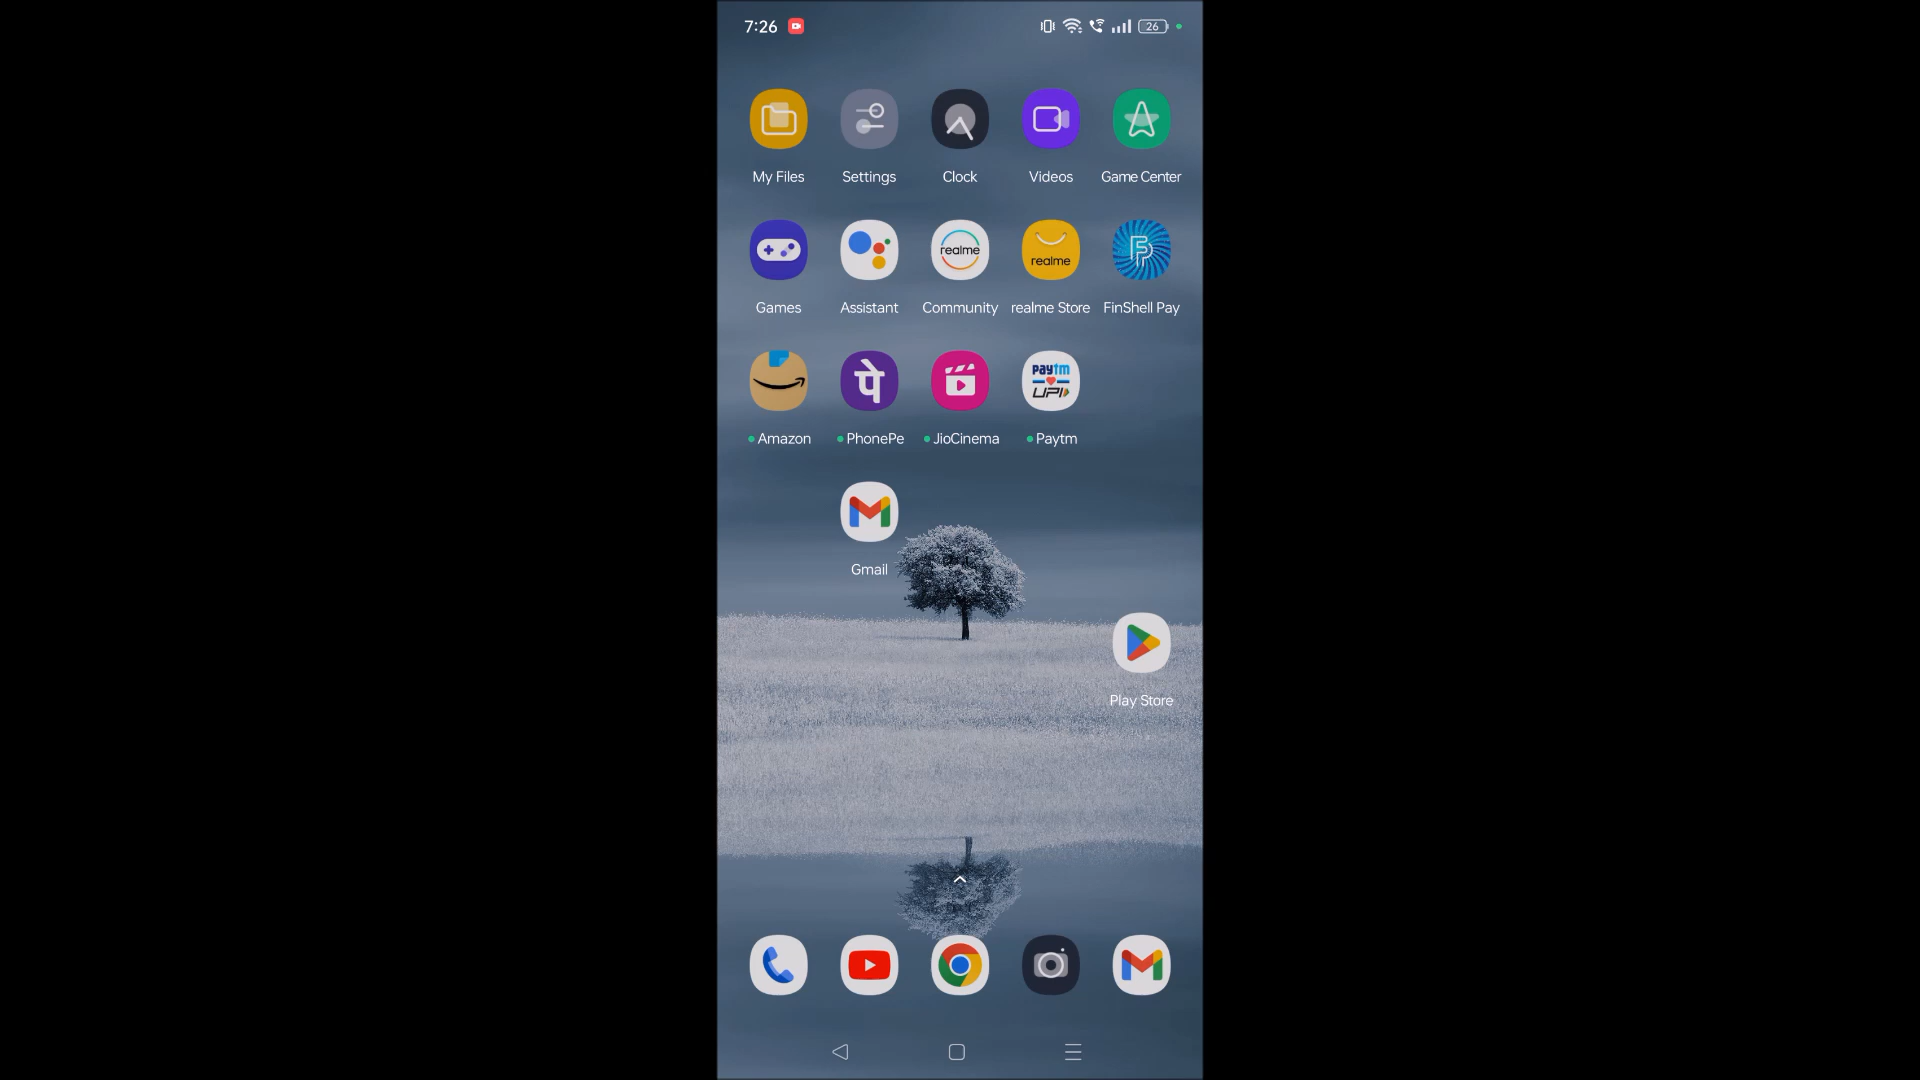 7:26
26
My Files
Settings
Clock
Videos
Game Center
realme
realme
Games
Assistant
Community
realme Store
FinShell Pay
पे
paytm
UPI
Amazon
PhonePe
JioCinema
Paytm
Gmail
Play Store